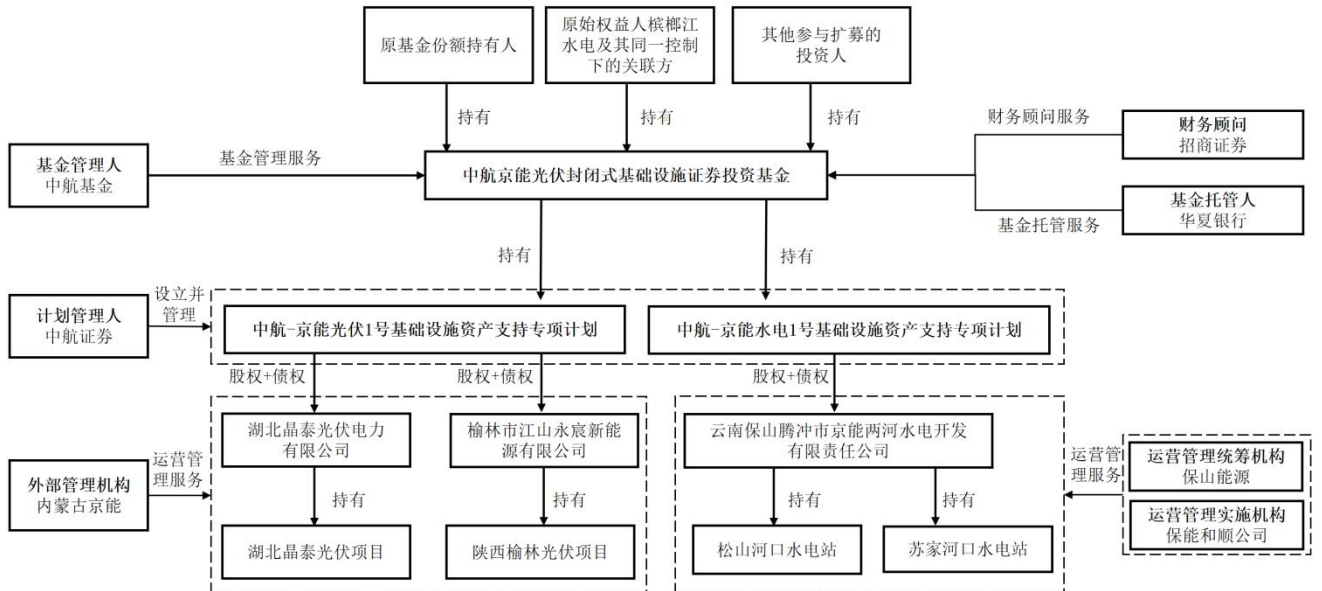 原基金份额持有人
原始权益人槟榔江
水电及其同一控制
下的关联方
其他参与扩募的
投资人
持有
持有
持有
财务顾问服务
财务顾问
招商证券
基金管理人
中航基金
基金管理服务
中航京能光伏封闭式基础设施证券投资基金
基金托管人
华夏银行
基金托管服务
持有
持有
计划管理人
中航证券
设立并
管理
中航-京能光伏1号基础设施资产支持专项计划
中航-京能水电1号基础设施资产支持专项计划
股权+债权
股权+债权
股权+债权
湖北晶泰光伏电力
有限公司
榆林市江山永宸新能
源有限公司
云南保山腾冲市京能两河水电开发
有限责任公司
外部管理机构
内蒙古京能
运营管
理服务
运营管
理服务
运营管理统筹机构
保山能源
运营管理实施机构
保能和顺公司
持有
持有
持有
持有
湖北晶泰光伏项目
陕西榆林光伏项目
松山河口水电站
苏家河口水电站